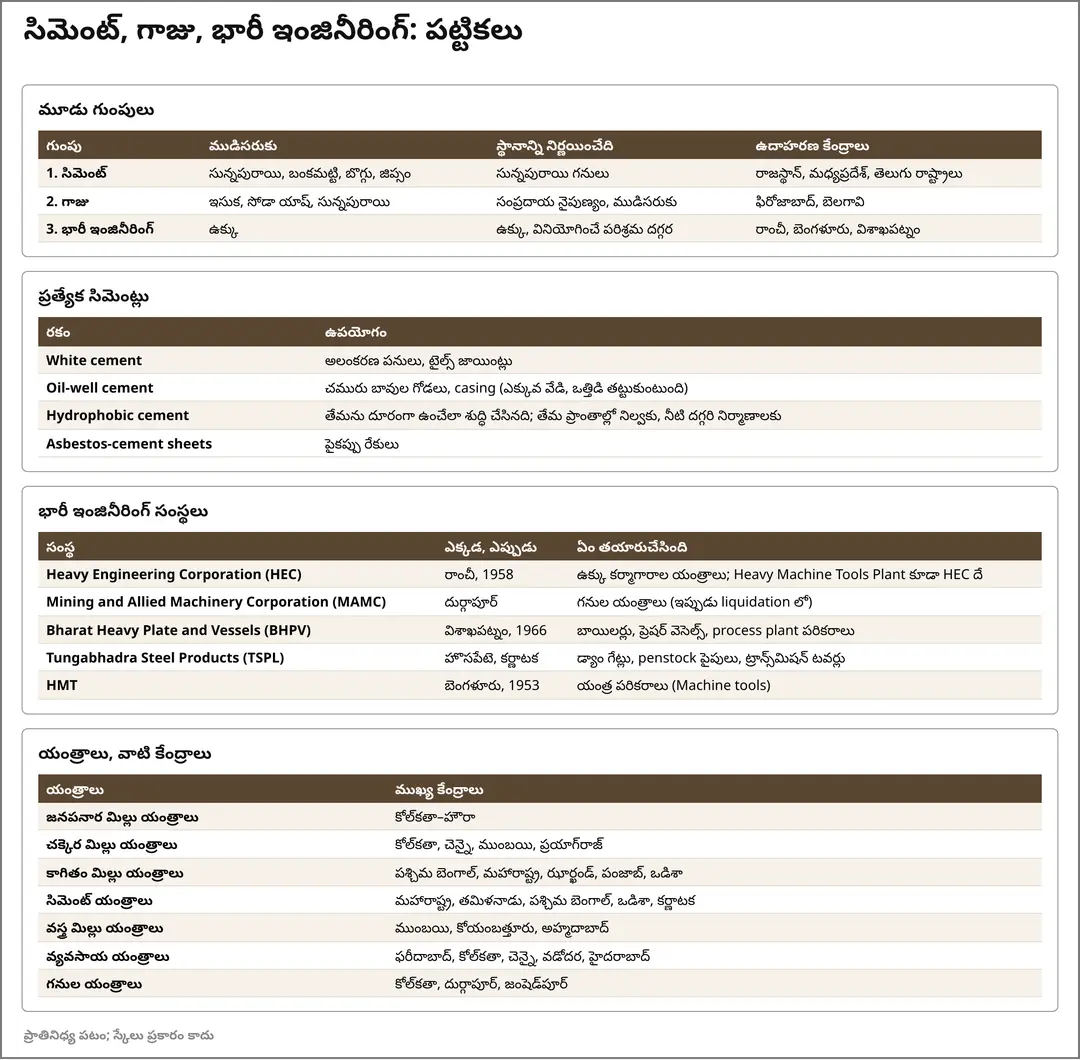 సిమెంట్, గాజు, భారీ ఇంజినీరింగ్: పట్టికలు
మూడు గుంపులు
గుంపు ముడిసరుకు స్థానాన్ని నిర్ణయించేది ఉదాహరణ కేంద్రాలు
1. సిమెంట్ సున్నపురాయి, బంకమట్టి, బొగ్గు, జిప్సం సున్నపురాయి గనులు రాజస్థాన్, మధ్యప్రదేశ్, తెలుగు రాష్ట్రాలు
2. గాజు ఇసుక, సోడా యాష్, సున్నపురాయి సంప్రదాయ నైపుణ్యం, ముడిసరుకు ఫిరోజాబాద్, బెలగావి
3. భారీ ఇంజినీరింగ్ ఉక్కు ఉక్కు, వినియోగించే పరిశ్రమ దగ్గర రాంచీ, బెంగళూరు, విశాఖపట్నం
ప్రత్యేక సిమెంట్లు
రకం ఉపయోగం
White cement అలంకరణ పనులు, టైల్స్ జాయింట్లు
Oil-well cement చమురు బావుల గోడలు, casing (ఎక్కువ వేడి, ఒత్తిడి తట్టుకుంటుంది)
Hydrophobic cement తేమను దూరంగా ఉంచేలా శుద్ధి చేసినది; తేమ ప్రాంతాల్లో నిల్వకు, నీటి దగ్గరి నిర్మాణాలకు
Asbestos-cement sheets పైకప్పు రేకులు
భారీ ఇంజినీరింగ్ సంస్థలు
సంస్థ ఎక్కడ, ఎప్పుడు ఏం తయారుచేసింది
Heavy Engineering Corporation (HEC) రాంచీ, 1958 ఉక్కు కర్మాగారాల యంత్రాలు; Heavy Machine Tools Plant కూడా HEC దే
Mining and Allied Machinery Corporation (MAMC) దుర్గాపూర్ గనుల యంత్రాలు (ఇప్పుడు liquidation లో)
Bharat Heavy Plate and Vessels (BHPV) విశాఖపట్నం, 1966 బాయిలర్లు, ప్రెషర్ వెసెల్స్, process plant పరికరాలు
Tungabhadra Steel Products (TSPL) హొసపేటె, కర్ణాటక డ్యాం గేట్లు, penstock పైపులు, ట్రాన్స్‌మిషన్ టవర్లు
HMT బెంగళూరు, 1953 యంత్ర పరికరాలు (Machine tools)
యంత్రాలు, వాటి కేంద్రాలు
యంత్రాలు ముఖ్య కేంద్రాలు
జనపనార మిల్లు యంత్రాలు కోల్‌కతా–హౌరా
చక్కెర మిల్లు యంత్రాలు కోల్‌కతా, చెన్నై, ముంబయి, ప్రయాగ్‌రాజ్
కాగితం మిల్లు యంత్రాలు పశ్చిమ బెంగాల్, మహారాష్ట్ర, ఝార్ఖండ్, పంజాబ్, ఒడిశా
సిమెంట్ యంత్రాలు మహారాష్ట్ర, తమిళనాడు, పశ్చిమ బెంగాల్, ఒడిశా, కర్ణాటక
వస్త్ర మిల్లు యంత్రాలు ముంబయి, కోయంబత్తూరు, అహ్మదాబాద్
వ్యవసాయ యంత్రాలు ఫరీదాబాద్, కోల్‌కతా, చెన్నై, వడోదర, హైదరాబాద్
గనుల యంత్రాలు కోల్‌కతా, దుర్గాపూర్, జంషెడ్‌పూర్
ప్రాతినిధ్య పటం; స్కేలు ప్రకారం కాదు